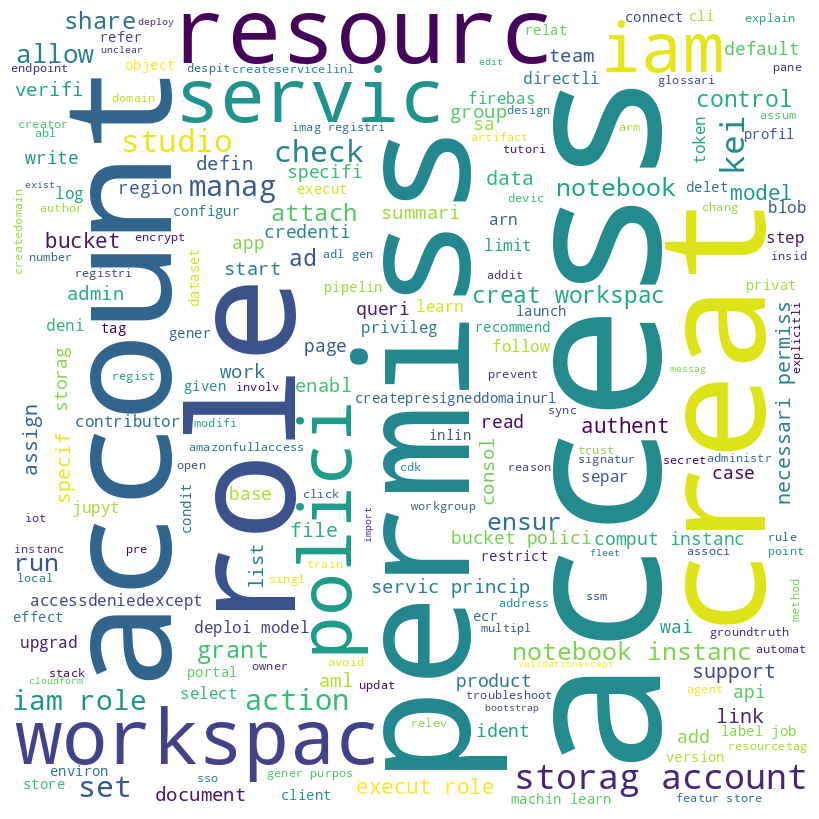 share
resourc
deploy
connect
cli
explain
refer
unclear
relat
iam
allow
endpoint
object
despit
createservicelinl
edit
team
default
pane
verifi
domain
servic
directli
glossari
firebas
control
creator
abl
studio
imag registri
group
sa
design
artifact
tutori
arm
assum
write
check
token
kei
profil
exist
author
defin
manag
specifi
execut
data
devic
notebook
delet
model
log
region
configur
attach
summari
arn
chang
blob
createdomain
number
bucket
encrypt
credenti
limit
step
insid
registri
app
ad
adl gen
addit
privat
admin
dataset
start
pipelin
queri
learn
creat workspac
deni
tag
gener
privileg
launch
recommend
explicitli
page
follow
messag
account
role
polici
permiss
access
creat
storag
regist
work
given
involv
enabl
prevent
createpresigneddomainurl
sync
necessari permiss
assign
contributor
modifi
inlin
read
authent
trust
specif
open
amazonfullaccess
consol
signatur
secret
administr
condit
base
click
cdk
reason
separ
case
jupyt
workgroup
iot
pre
file
import
ensur
instanc
run
list
train
bucket polici
comput instanc
rule
local
singl
restrict
fleet
associ
point
accessdeniedexcept
servic princip
ssm
method
effect
deploi model
ecr
address
multipl
wai
upgrad
grant
groundtruth
stack
portal
owner
avoid
notebook instanc
automat
cloudform
select
aml
updat
product
validationexcept
support
iam role
action
troubleshoot
agent
api
relev
bootstrap
workspac
ident
add
link
label job
version
resourcetag
environ
sso
gener purpos
storag account
store
set
document
client
execut role
machin learn
featur store